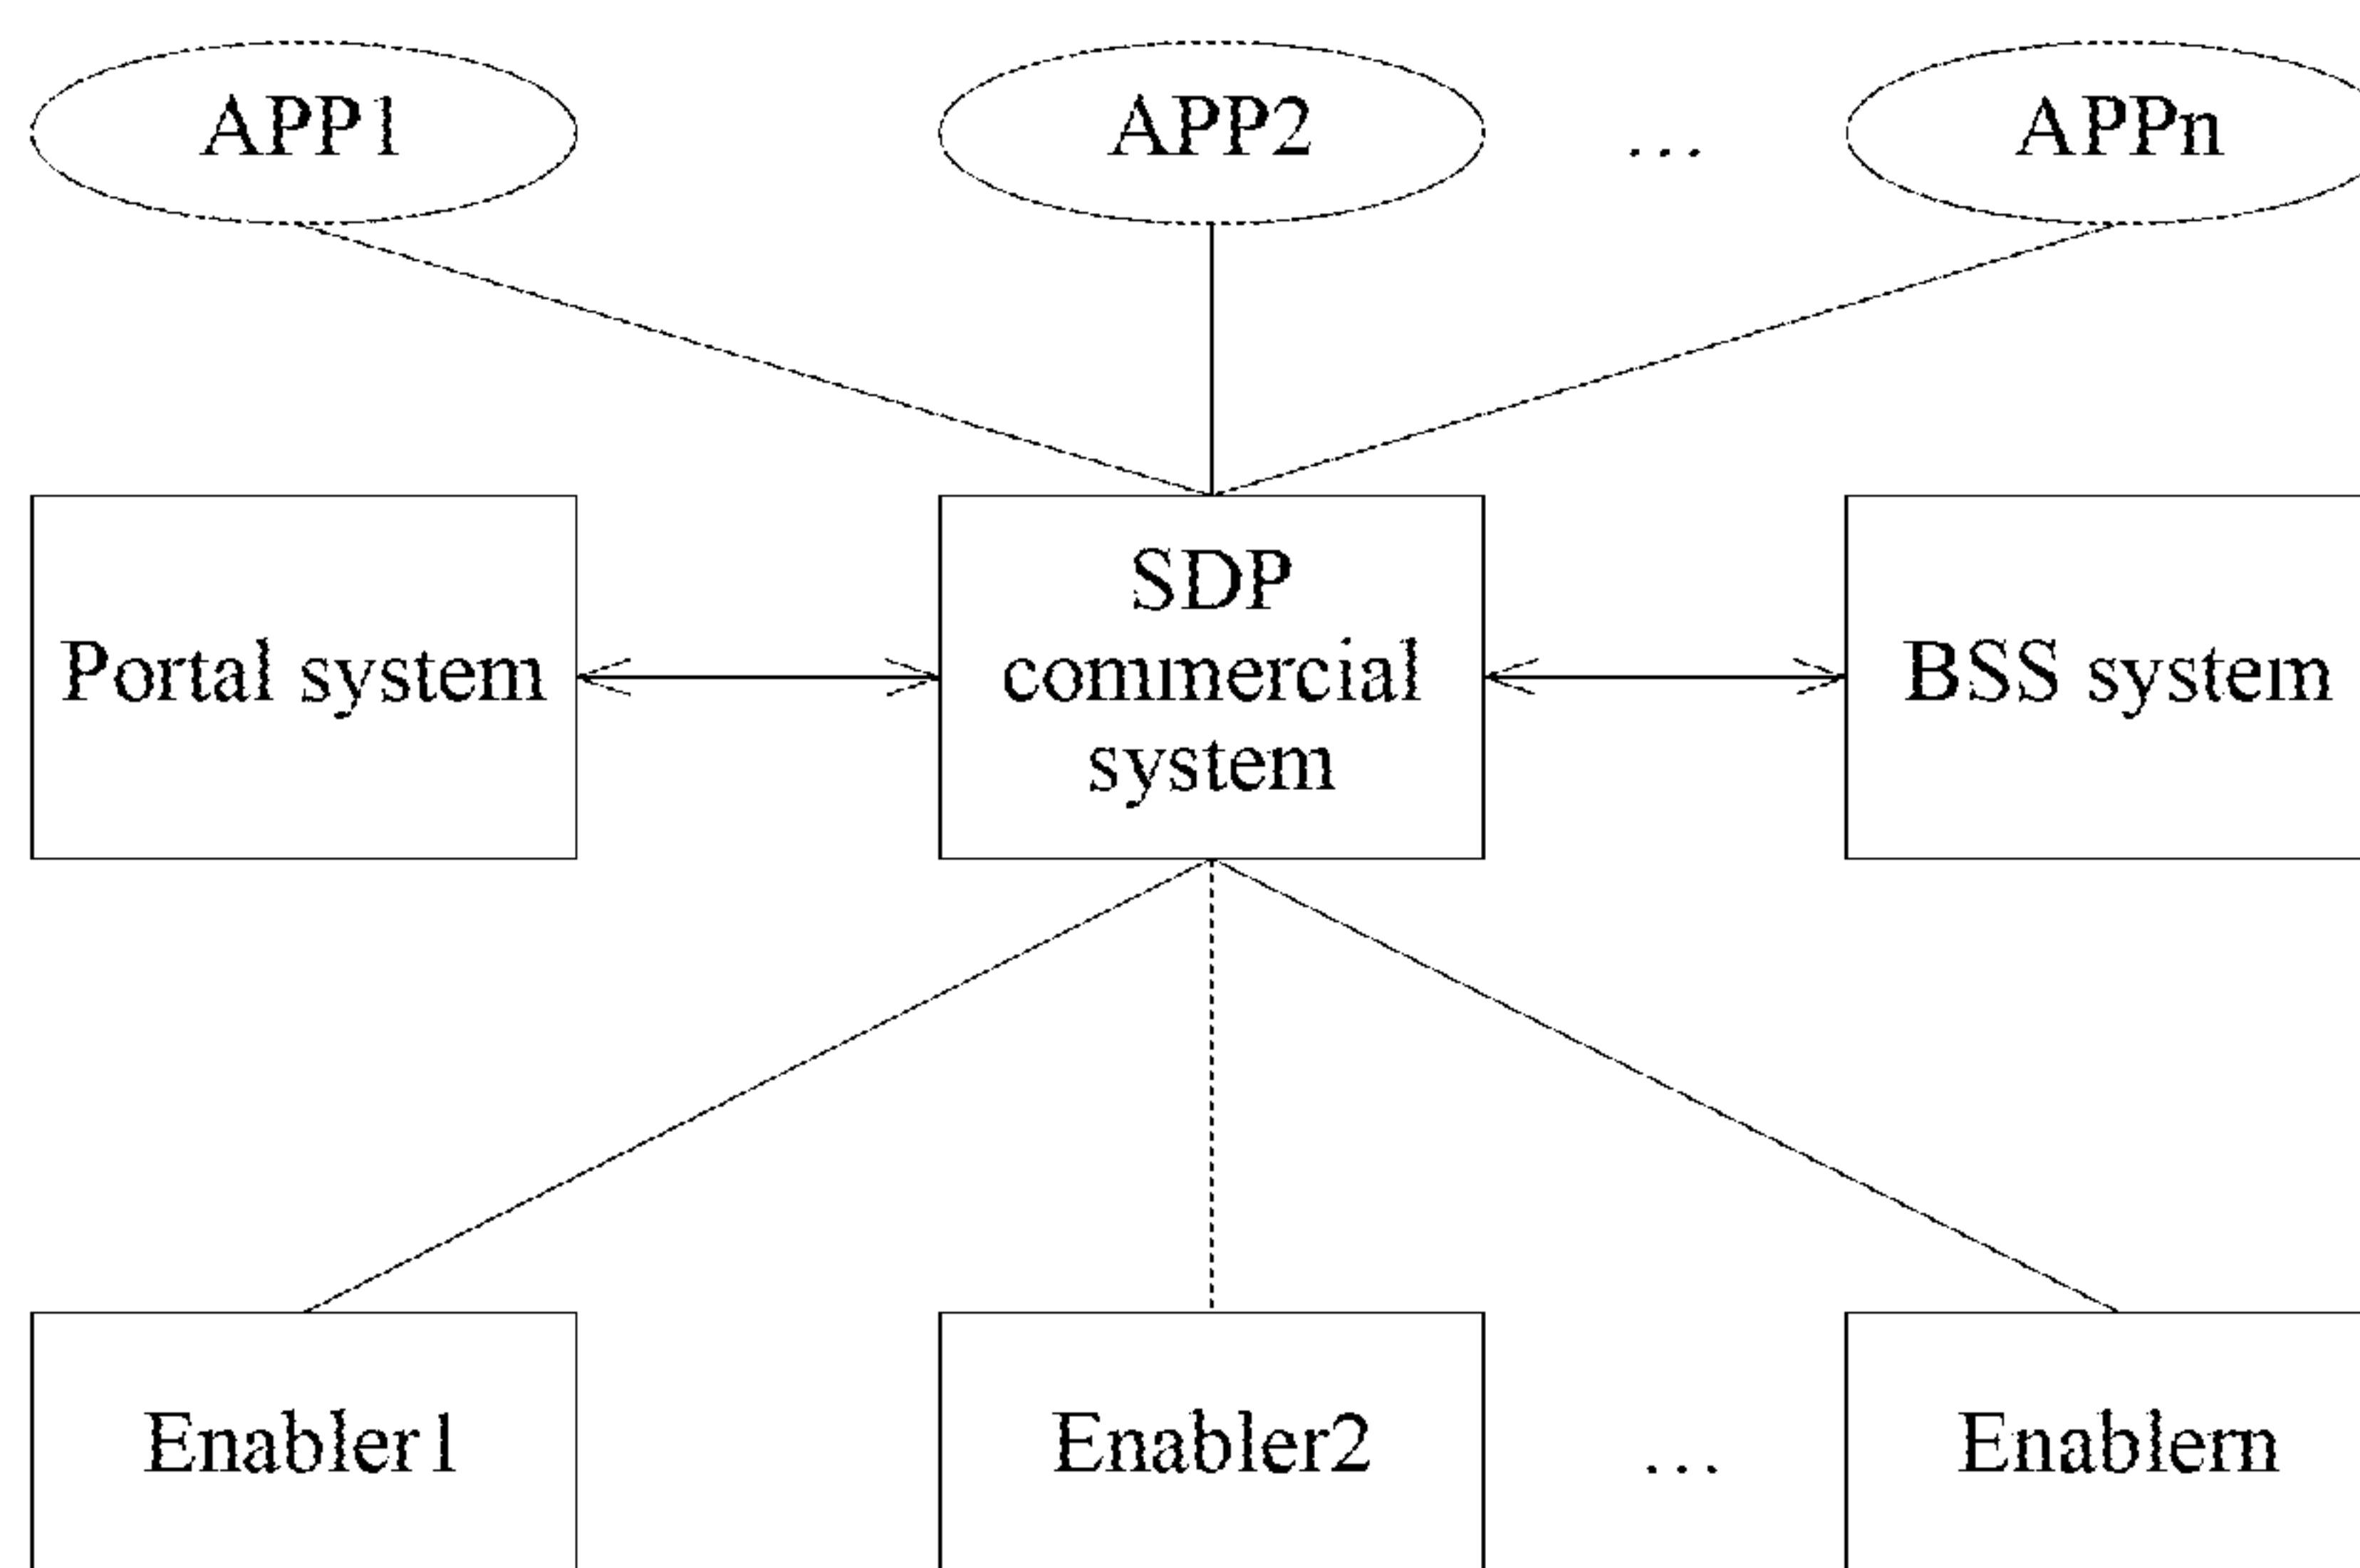 APP1
APP2
...
APPn
Portal system
SDP
commercial
system
BSS system
Enabler1
Enabler2
...
Enablern